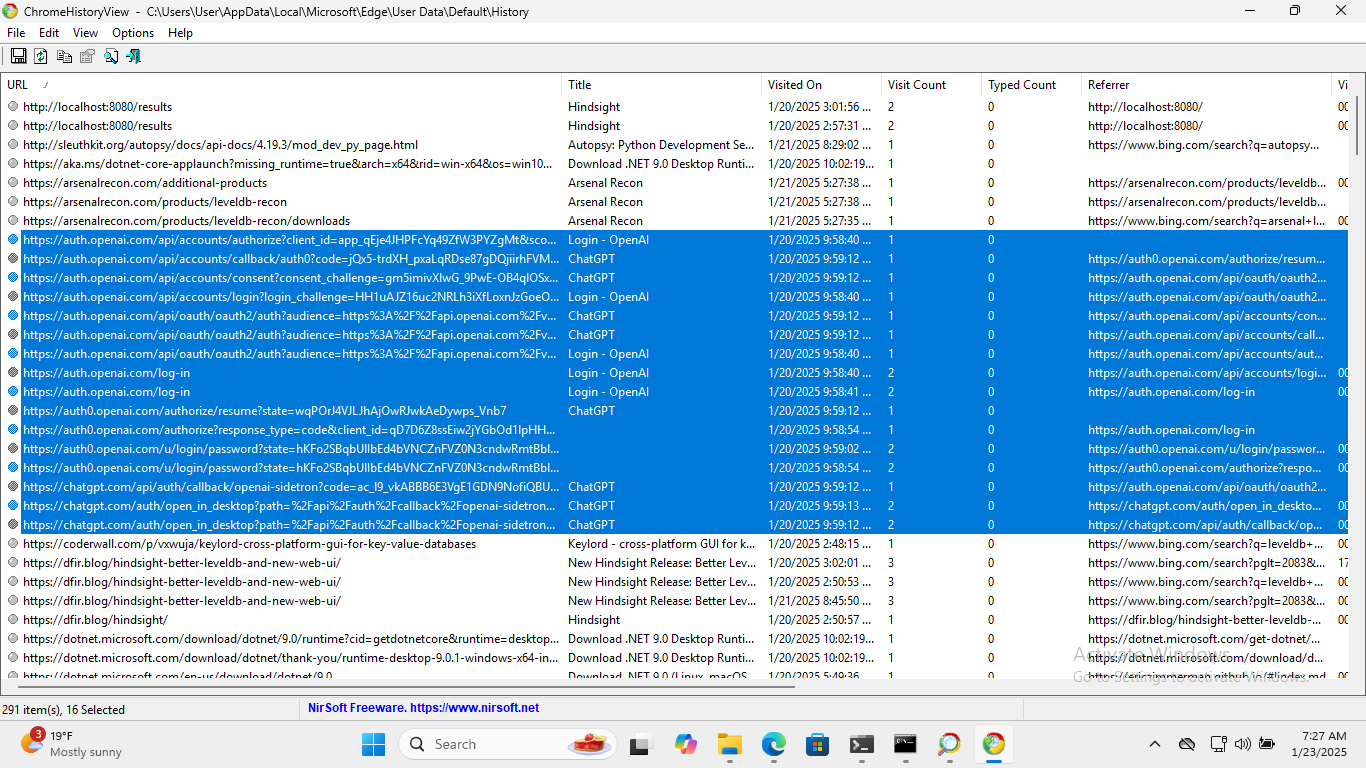 ChromeHistoryView - C:\Users\User\AppData\Local\Microsoft\Edge\User Data\Default\History
File Edit View Options Help
URL Title Visited On Visit Count Typed Count Referrer Vi
http://localhost:8080/results Hindsight 1/20/2025 3:01:56 ... 2 0 http://localhost:8080/ 00
http://localhost:8080/results Hindsight 1/20/2025 2:57:31 ... 2 0 http://localhost:8080/ 00
http://sleuthkit.org/autopsy/docs/api-docs/4.19.3/mod_dev_py_page.html Autopsy: Python Development Se... 1/21/2025 8:29:02 ... 1 0 https://www.bing.com/search?q=autopsy...
https://aka.ms/dotnet-core-applaunch?missing_runtime=true&arch=x64&rid=win-x64&os=win10... Download .NET 9.0 Desktop Runti... 1/20/2025 10:02:19... 1 0
https://arsenalrecon.com/additional-products Arsenal Recon 1/21/2025 5:27:38 ... 1 0 https://arsenalrecon.com/products/leveldb...
https://arsenalrecon.com/products/leveldb-recon Arsenal Recon 1/21/2025 5:27:38 ... 1 0 https://arsenalrecon.com/products/leveldb...
https://arsenalrecon.com/products/leveldb-recon/downloads Arsenal Recon 1/21/2025 5:27:35 ... 1 0 https://www.bing.com/search?q=arsenal+l... 00
https://auth.openai.com/api/accounts/authorize?client_id=app_qEje4JHPFcYq49ZfW3PYZgMt&sco... Login - OpenAI 1/20/2025 9:58:40 ... 1 0
https://auth.openai.com/api/accounts/callback/auth0?code=jQx5-trdXH_pxaLqRDse87gDQjiirhFVM... ChatGPT 1/20/2025 9:59:12 ... 1 0 https://auth0.openai.com/authorize/resum...
https://auth.openai.com/api/accounts/consent?consent_challenge=gm5imivXlwG_9PwE-OB4qIOSx... ChatGPT 1/20/2025 9:59:12 ... 1 0 https://auth.openai.com/api/oauth/oauth2...
https://auth.openai.com/api/accounts/login?login_challenge=HH1uAJZ16uc2NRLh3iXfLoxnJzGoeO... Login - OpenAI 1/20/2025 9:58:40 ... 1 0 https://auth.openai.com/api/oauth/oauth2...
https://auth.openai.com/api/oauth/oauth2/auth?audience=https%3A%2F%2Fapi.openai.com%2Fv... ChatGPT 1/20/2025 9:59:12 ... 1 0 https://auth.openai.com/api/accounts/con...
https://auth.openai.com/api/oauth/oauth2/auth?audience=https%3A%2F%2Fapi.openai.com%2Fv... ChatGPT 1/20/2025 9:59:12 ... 1 0 https://auth.openai.com/api/accounts/call...
https://auth.openai.com/api/oauth/oauth2/auth?audience=https%3A%2F%2Fapi.openai.com%2Fv... Login - OpenAI 1/20/2025 9:58:40 ... 1 0 https://auth.openai.com/api/accounts/aut...
https://auth.openai.com/log-in Login - OpenAI 1/20/2025 9:58:40 ... 2 0 https://auth.openai.com/api/accounts/logi... 00
https://auth.openai.com/log-in Login - OpenAI 1/20/2025 9:58:41 ... 2 0 https://auth.openai.com/log-in 00
https://auth0.openai.com/authorize/resume?state=wqPOrJ4VJLJhAjOwRJwkAeDywps_Vnb7 ChatGPT 1/20/2025 9:59:12 ... 1 0
https://auth0.openai.com/authorize?response_type=code&client_id=qD7D6Z8ssEiw2jYGbOd1IpHH... 1/20/2025 9:58:54 ... 1 0 https://auth.openai.com/log-in
https://auth0.openai.com/u/login/password?state=hKFo2SBqbUlIbEd4bVNCZnFVZ0N3cndwRmtBbl... 1/20/2025 9:59:02 ... 2 0 https://auth0.openai.com/u/login/passwor... 00
https://auth0.openai.com/u/login/password?state=hKFo2SBqbUlIbEd4bVNCZnFVZ0N3cndwRmtBbl... 1/20/2025 9:58:54 ... 2 0 https://auth0.openai.com/authorize?respo... 00
https://chatgpt.com/api/auth/callback/openai-sidetron?code=ac_I9_vkABBB6E3VgE1GDN9NofiQBU... ChatGPT 1/20/2025 9:59:12 ... 1 0 https://auth.openai.com/api/oauth/oauth2...
https://chatgpt.com/auth/open_in_desktop?path=%2Fapi%2Fauth%2Fcallback%2Fopenai-sidetron... ChatGPT 1/20/2025 9:59:13 ... 2 0 https://chatgpt.com/auth/open_in_deskto... 00
https://chatgpt.com/auth/open_in_desktop?path=%2Fapi%2Fauth%2Fcallback%2Fopenai-sidetron... ChatGPT 1/20/2025 9:59:12 ... 2 0 https://chatgpt.com/api/auth/callback/op... 00
https://coderwall.com/p/vxwuja/keylord-cross-platform-gui-for-key-value-databases Keylord - cross-platform GUI for k... 1/20/2025 2:48:15 ... 1 0 https://www.bing.com/search?q=leveldb+... 00
https://dfir.blog/hindsight-better-leveldb-and-new-web-ui/ New Hindsight Release: Better Lev... 1/20/2025 3:02:01 ... 3 0 https://www.bing.com/search?pglt=2083&... 17
https://dfir.blog/hindsight-better-leveldb-and-new-web-ui/ New Hindsight Release: Better Lev... 1/20/2025 2:50:53 ... 3 0 https://www.bing.com/search?q=leveldb+... 00
https://dfir.blog/hindsight-better-leveldb-and-new-web-ui/ New Hindsight Release: Better Lev... 1/21/2025 8:45:50 ... 3 0 https://www.bing.com/search?pglt=2083&... 00
https://dfir.blog/hindsight/ Hindsight 1/20/2025 2:50:57 ... 1 0 https://dfir.blog/hindsight-better-leveldb-... 00
https://dotnet.microsoft.com/download/dotnet/9.0/runtime?cid=getdotnetcore&runtime=desktop... Download .NET 9.0 Desktop Runti... 1/20/2025 10:02:19... 1 0 https://dotnet.microsoft.com/get-dotnet/...
https://dotnet.microsoft.com/download/dotnet/thank-you/runtime-desktop-9.0.1-windows-x64-in... Download .NET 9.0 Desktop Runti... 1/20/2025 10:02:19... 1 0 https://dotnet.microsoft.com/download/d...
https://dotnet.microsoft.com/en-us/download/dotnet/9.0 Download .NET 9.0 (Linux, macOS, 1/20/2025 5:49:36 1 0 https://ericzimmerman.github.io/#!index.md 00
Activate Windows
Go to Settings to activate Windows.
291 item(s), 16 Selected NirSoft Freeware. https://www.nirsoft.net
3 19°F
Mostly sunny
Search
7:27 AM
1/23/2025